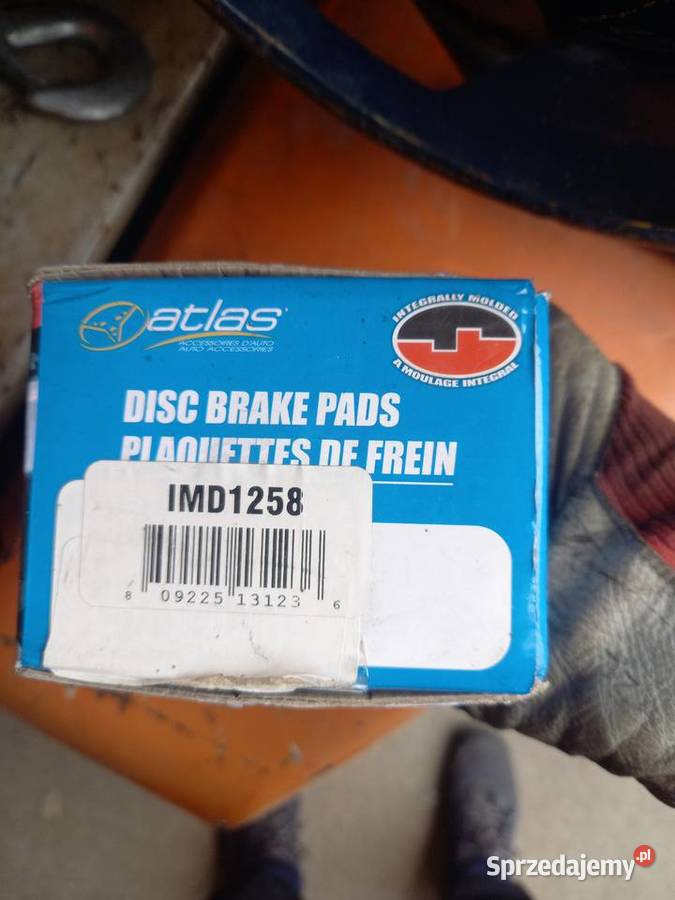 atlas
ACCESSOIRES D'AUTO
AUTO ACCESSORIES
INTEGRALLY MOLDED
A MOULAGE INTEGRAL
DISC BRAKE PADS
PLAQUETTES DE FREIN
IMD1258
8 09225 13123 6
Sprzedajemy.pl